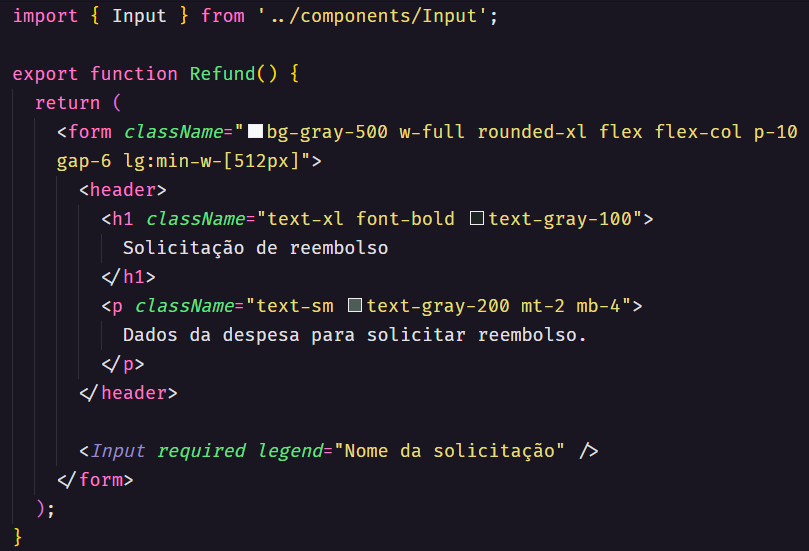 import { Input } from '../components/Input';
export function Refund() {
return (
<form className="bg-gray-500 w-full rounded-xl flex flex-col p-10
gap-6 lg:min-w-[512px]">
<header>
<h1 className="text-xl font-bold text-gray-100">
Solicitação de reembolso
</h1>
<p className="text-sm text-gray-200 mt-2 mb-4">
Dados da despesa para solicitar reembolso.
</p>
</header>
<Input required legend="Nome da solicitação" />
</form>
);
}